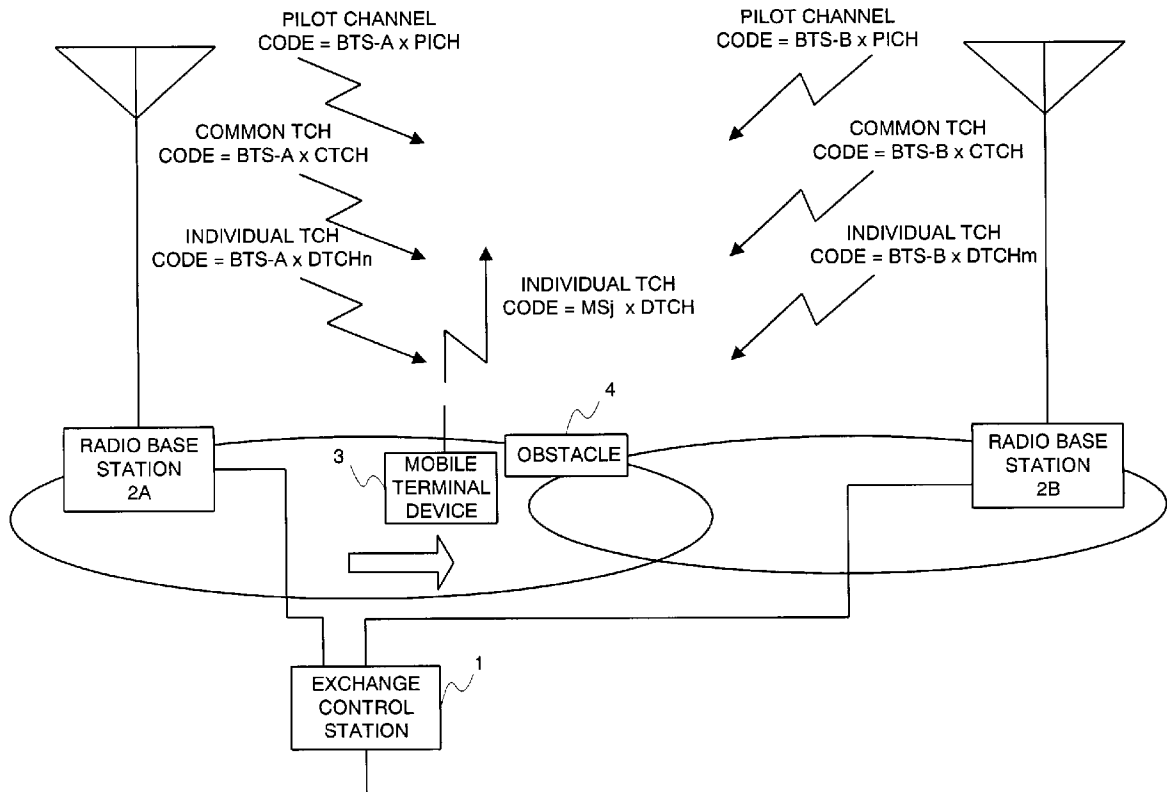 PILOT CHANNEL
CODE = BTS-A x PICH
PILOT CHANNEL
CODE = BTS-B x PICH
COMMON TCH
CODE = BTS-A x CTCH
COMMON TCH
CODE = BTS-B x CTCH
INDIVIDUAL TCH
CODE = BTS-A x DTCHn
INDIVIDUAL TCH
CODE = BTS-B x DTCHm
INDIVIDUAL TCH
CODE = MSj x DTCH
4
RADIO BASE
STATION
2A
3
MOBILE
TERMINAL
DEVICE
OBSTACLE
RADIO BASE
STATION
2B
1
EXCHANGE
CONTROL
STATION